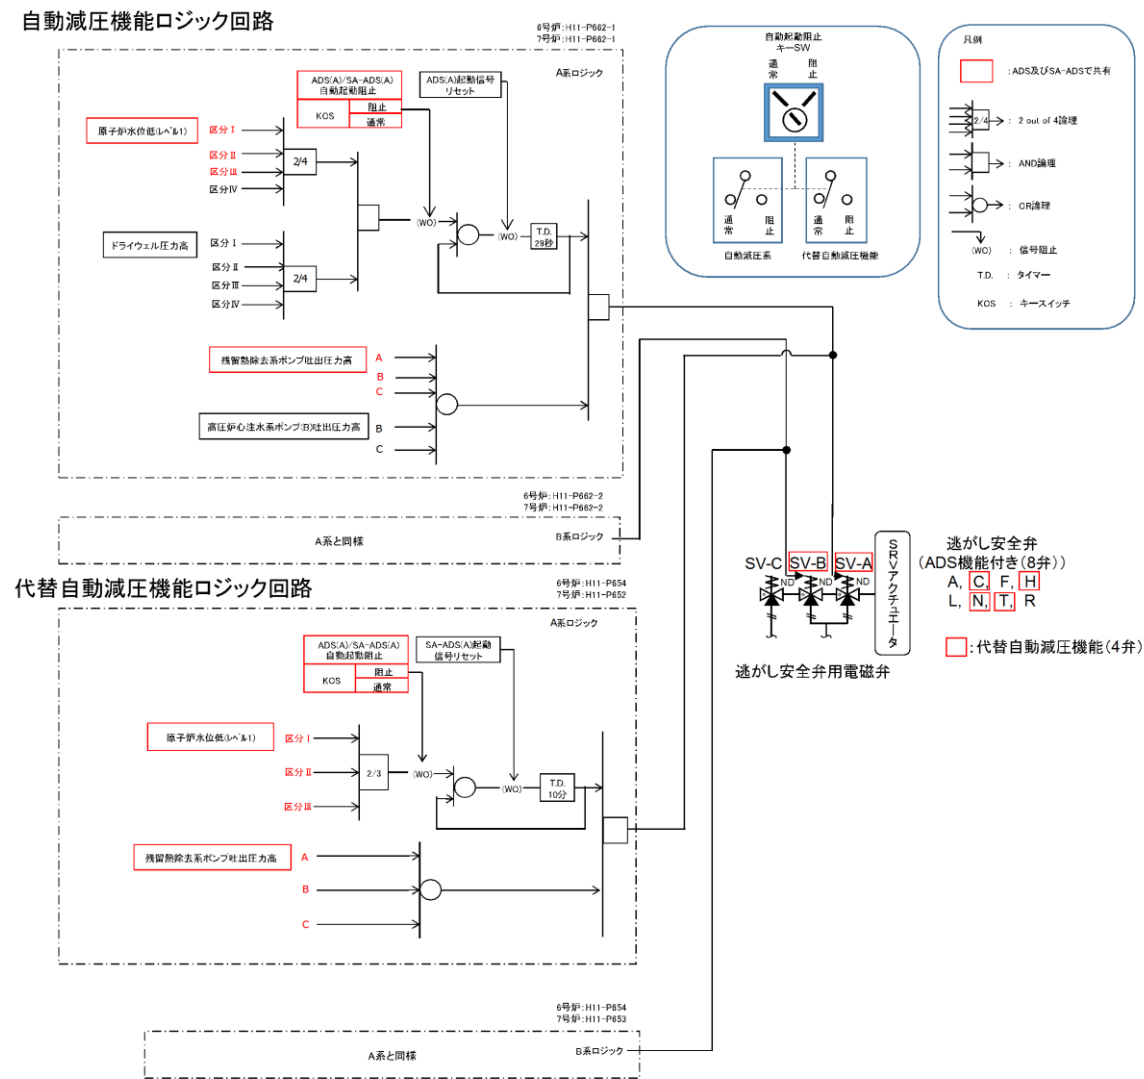 自動減圧機能ロジック回路
6号炉:H11-P662-1
7号炉:H11-P662-1
A系ロジック
ADS(A)/SA-ADS(A)
自動起動阻止
KOS
阻止
通常
ADS(A)起動信号
リセット
原子炉水位低(レベル1)
区分Ⅰ
区分Ⅱ
区分Ⅲ
区分Ⅳ
2/4
(WO)
(WO)
T.D.
29秒
ドライウェル圧力高
区分Ⅰ
区分Ⅱ
区分Ⅲ
区分Ⅳ
2/4
残留熱除去系ポンプ吐出圧力高
A
B
C
高圧炉心注水系ポンプ(B)吐出圧力高
B
C
6号炉:H11-P662-2
7号炉:H11-P662-2
A系と同様
B系ロジック
自動起動阻止
キーSW
通常
阻止
通常
阻止
通常
阻止
自動減圧系
代替自動減圧機能
凡例
:ADS及びSA-ADSで共有
2/4
: 2 out of 4論理
: AND論理
: OR論理
(WO) : 信号阻止
T.D. : タイマー
KOS : キースイッチ
SV-C
SV-B
SV-A
ND
ND
ND
SRVアクチュエータ
逃がし安全弁
(ADS機能付き(8弁))
A, C, F, H
L, N, T, R
:代替自動減圧機能(4弁)
逃がし安全弁用電磁弁
代替自動減圧機能ロジック回路
6号炉:H11-P654
7号炉:H11-P652
A系ロジック
ADS(A)/SA-ADS(A)
自動起動阻止
KOS
阻止
通常
SA-ADS(A)起動
信号リセット
原子炉水位低(レベル1)
区分Ⅰ
区分Ⅱ
区分Ⅲ
2/3
(WO)
(WO)
T.D.
10分
残留熱除去系ポンプ吐出圧力高
A
B
C
6号炉:H11-P654
7号炉:H11-P653
A系と同様
B系ロジック